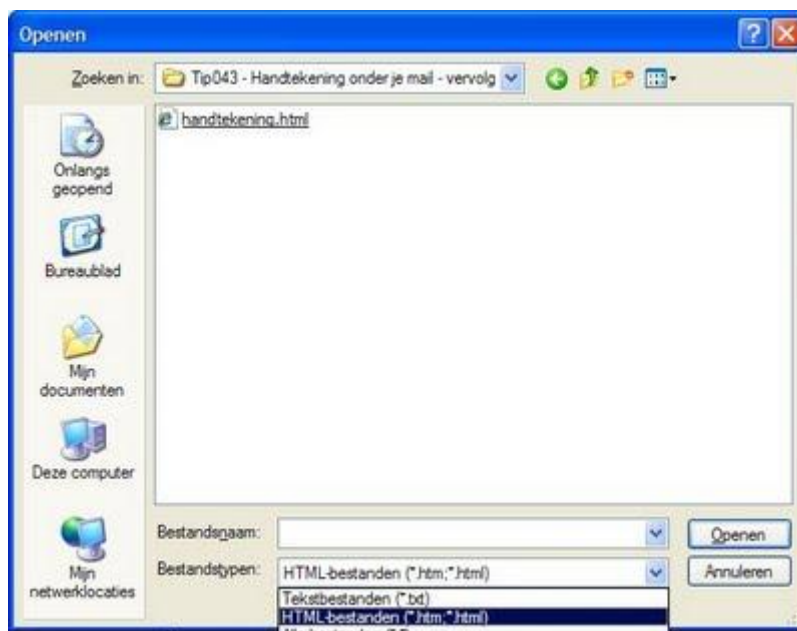 Openen
Zoeken in: Tip043 - Handtekening onder je mail - vervolg
handtekening.html
Onlangs
geopend
Bureaublad
Mijn
documenten
Deze computer
Mijn
netwerklocaties
Bestandsnaam:
Openen
Bestandstypen: HTML-bestanden (*.htm;*.html)
Annuleren
Tekstbestanden (*.txt)
HTML-bestanden (*.htm;*.html)